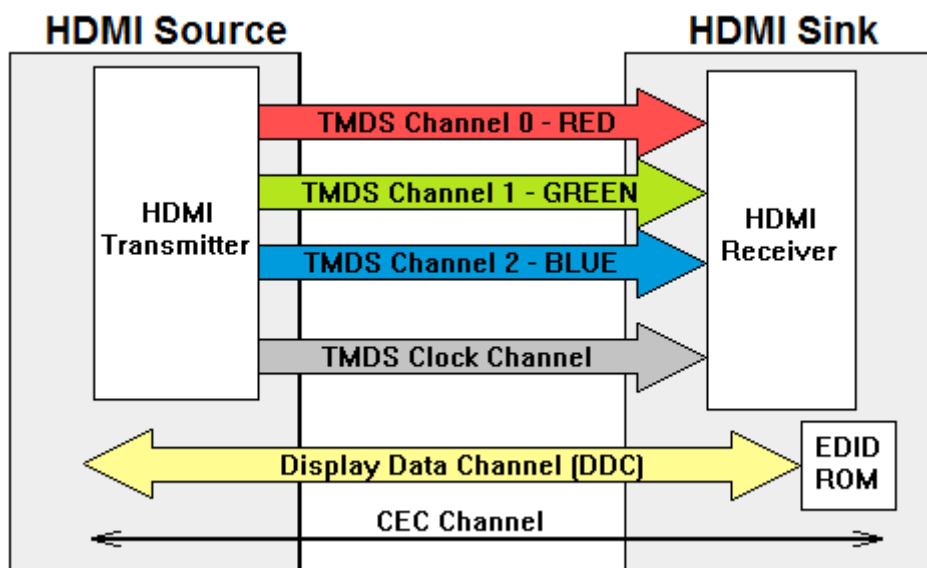 HDMI Source
HDMI Sink
TMDS Channel 0 - RED
TMDS Channel 1 - GREEN
HDMI
Transmitter
HDMI
Receiver
TMDS Channel 2 - BLUE
TMDS Clock Channel
Display Data Channel (DDC)
EDID
ROM
CEC Channel